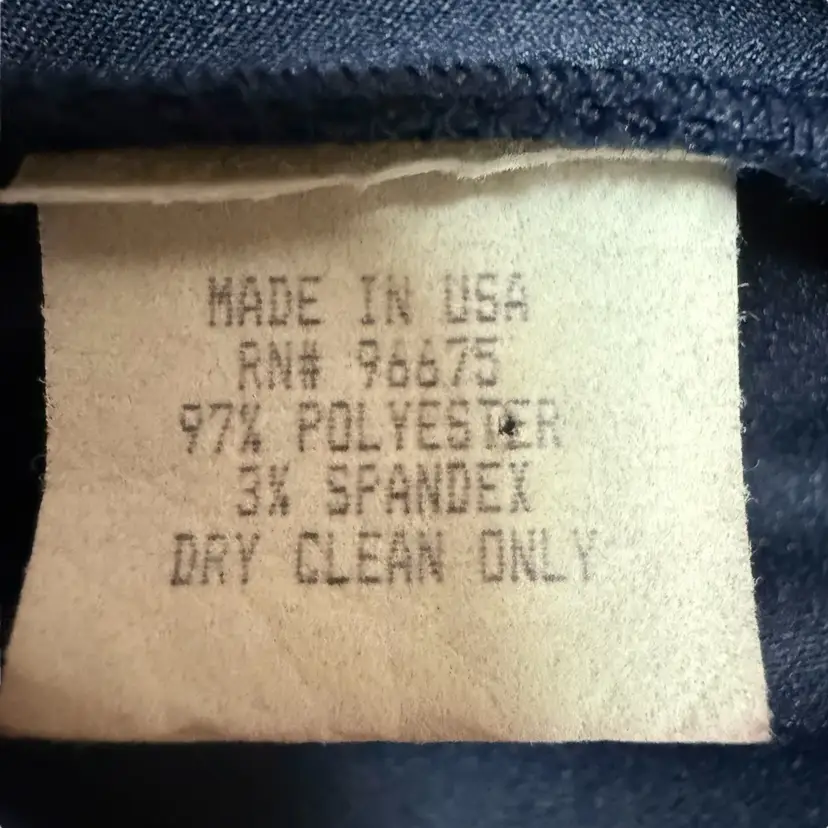 MADE IN USA
RN# 96675
97% POLYESTER
3% SPANDEX
DRY CLEAN ONLY